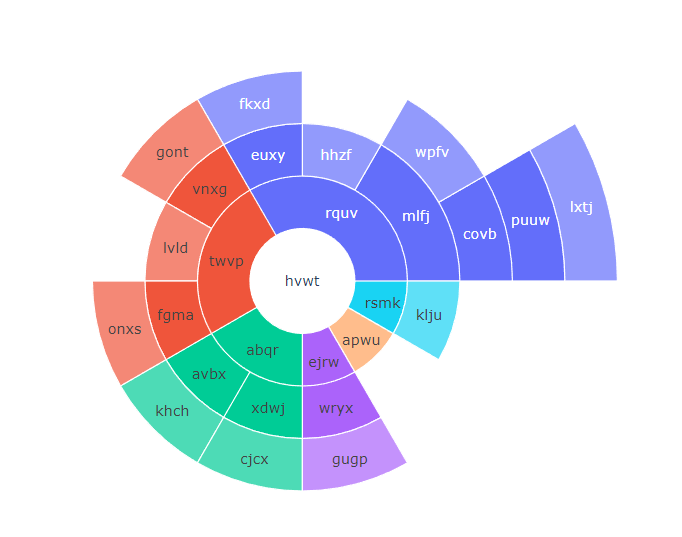 fkxd
gont
euxy
hhzf
wpfv
vnxg
rquv
mlfj
lxtj
puuw
covb
lvld
twvp
hvwt
rsmk
klju
onxs
fgma
abqr
apwu
ejrw
avbx
xdwj
wryx
khch
cjcx
gugp